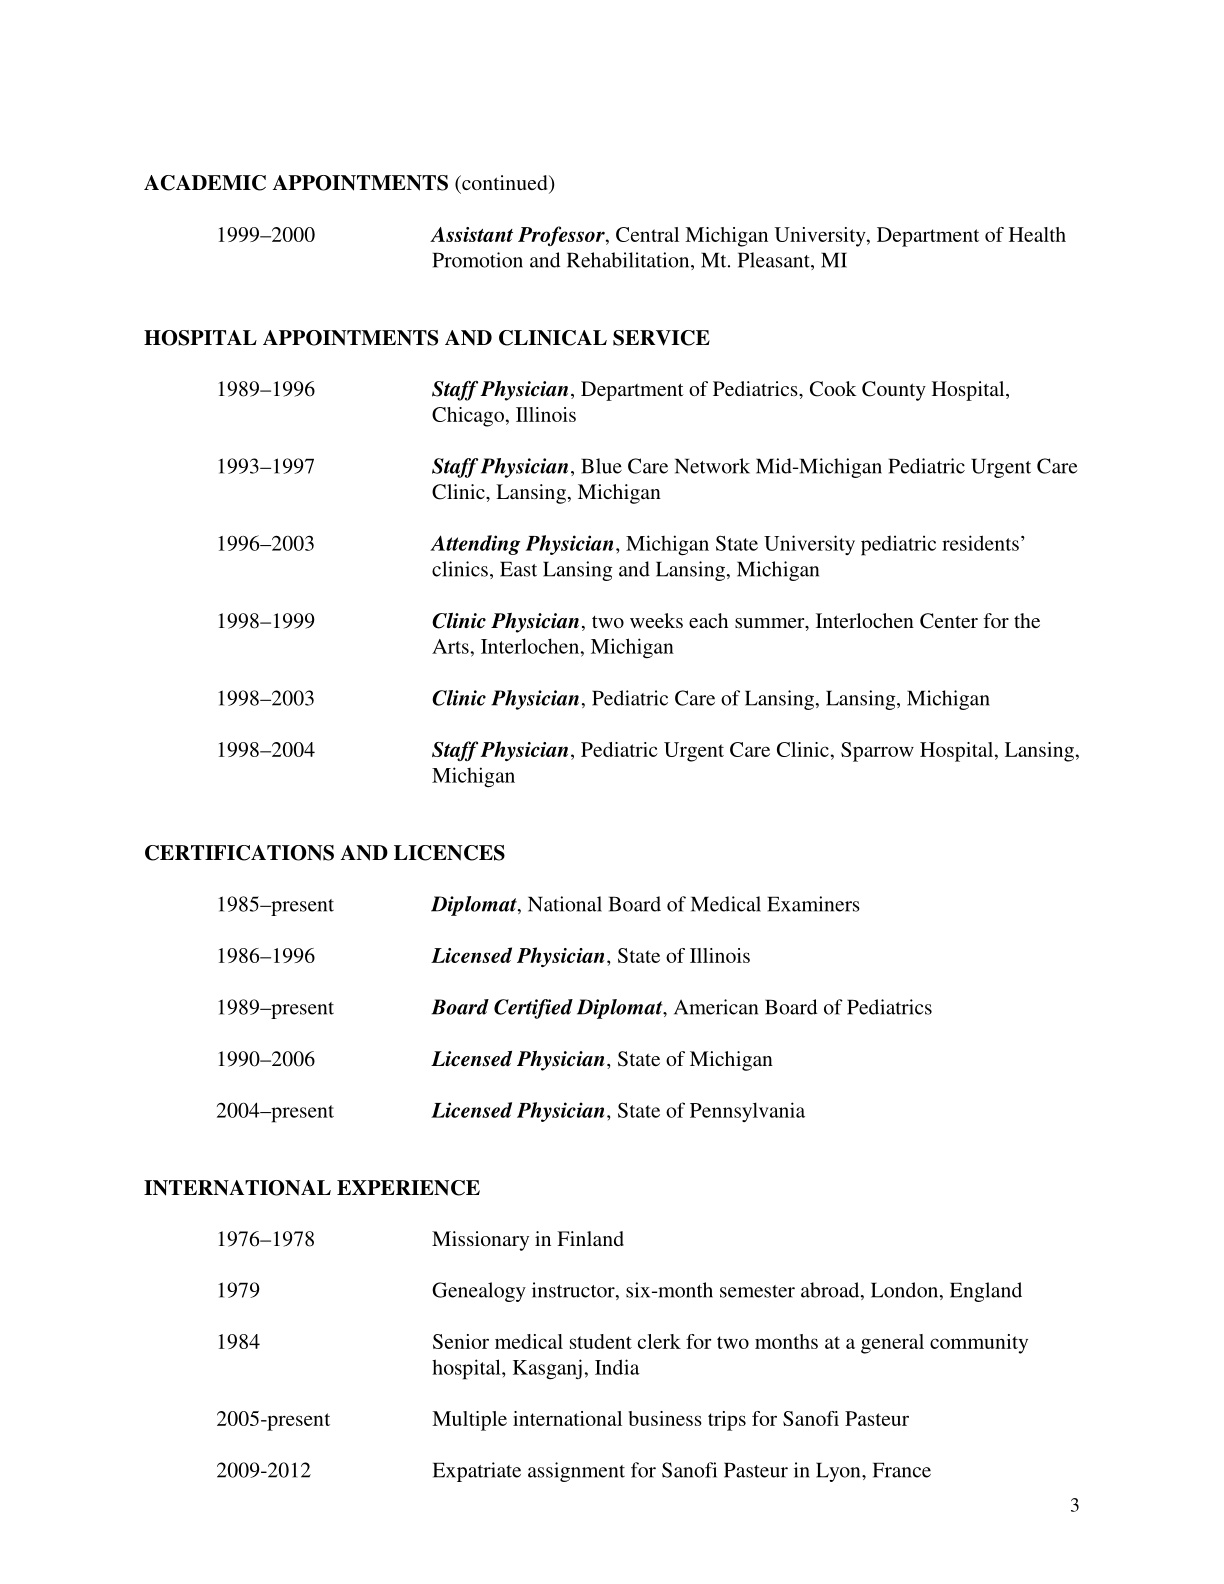 ACADEMIC APPOINTMENTS (continued)
1999–2000 Assistant Professor, Central Michigan University, Department of Health
Promotion and Rehabilitation, Mt. Pleasant, MI
HOSPITAL APPOINTMENTS AND CLINICAL SERVICE
1989–1996 Staff Physician, Department of Pediatrics, Cook County Hospital,
Chicago, Illinois
1993–1997 Staff Physician, Blue Care Network Mid-Michigan Pediatric Urgent Care
Clinic, Lansing, Michigan
1996–2003 Attending Physician, Michigan State University pediatric residents’
clinics, East Lansing and Lansing, Michigan
1998–1999 Clinic Physician, two weeks each summer, Interlochen Center for the
Arts, Interlochen, Michigan
1998–2003 Clinic Physician, Pediatric Care of Lansing, Lansing, Michigan
1998–2004 Staff Physician, Pediatric Urgent Care Clinic, Sparrow Hospital, Lansing,
Michigan
CERTIFICATIONS AND LICENCES
1985–present Diplomat, National Board of Medical Examiners
1986–1996 Licensed Physician, State of Illinois
1989–present Board Certified Diplomat, American Board of Pediatrics
1990–2006 Licensed Physician, State of Michigan
2004–present Licensed Physician, State of Pennsylvania
INTERNATIONAL EXPERIENCE
1976–1978 Missionary in Finland
1979 Genealogy instructor, six-month semester abroad, London, England
1984 Senior medical student clerk for two months at a general community
hospital, Kasganj, India
2005-present Multiple international business trips for Sanofi Pasteur
2009-2012 Expatriate assignment for Sanofi Pasteur in Lyon, France
3